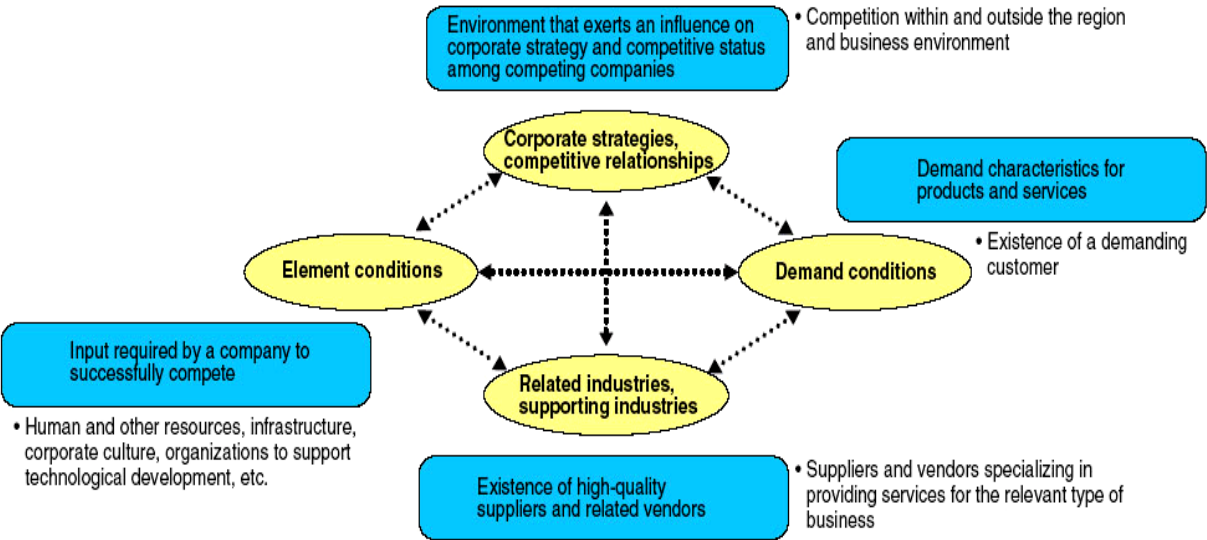 Environment that exerts an influence on
corporate strategy and competitive status
among competing companies
• Competition within and outside the region
and business environment
Corporate strategies,
competitive relationships
Demand characteristics for
products and services
• Existence of a demanding
customer
Element conditions
Demand conditions
Input required by a company to
successfully compete
• Human and other resources, infrastructure,
corporate culture, organizations to support
technological development, etc.
Related industries,
supporting industries
Existence of high-quality
suppliers and related vendors
• Suppliers and vendors specializing in
providing services for the relevant type of
business